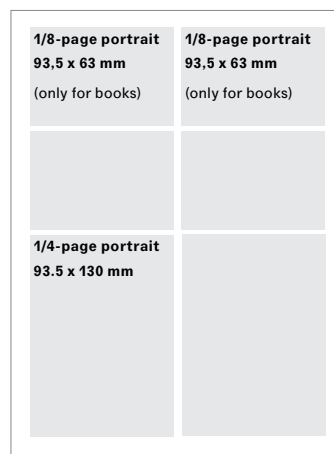 1/8-page portrait
93,5 x 63 mm
(only for books)
1/8-page portrait
93,5 x 63 mm
(only for books)
1/4-page portrait
93.5 x 130 mm